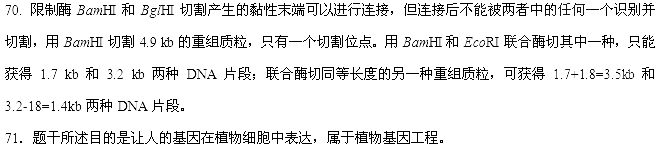 70. 限制酶 BamHI 和 BglHI 切割产生的黏性末端可以进行连接，但连接后不能被两者中的任何一个识别并
切割，用 BamHI 切割 4.9 kb 的重组质粒，只有一个切割位点。用 BamHI 和 EcoRI 联合酶切其中一种，只能
获得 1.7 kb 和 3.2 kb 两种 DNA 片段；联合酶切同等长度的另一种重组质粒，可获得 1.7+1.8=3.5kb 和
3.2-18=1.4kb 两种 DNA 片段。
71．题干所述目的是让人的基因在植物细胞中表达，属于植物基因工程。